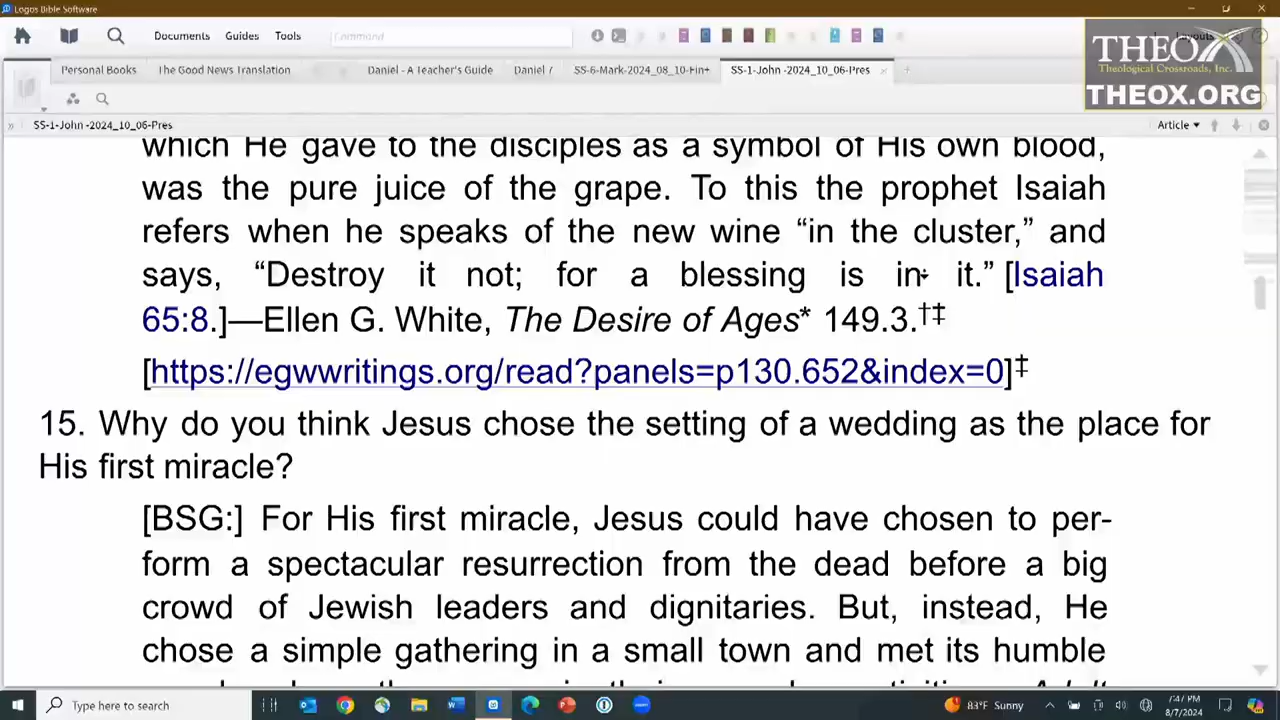 Logos Bible Software
Documents Guides Tools Command Layouts
THEOX
Theological Crossroads, Inc.
THEOX.ORG
Personal Books The Good News Translation Daniel - A Daniel 7 SS-6-Mark-2024_08_10-Fin+ SS-1-John -2024_10_06-Pres
SS-1-John -2024_10_06-Pres Article
which He gave to the disciples as a symbol of His own blood,
was the pure juice of the grape. To this the prophet Isaiah
refers when he speaks of the new wine “in the cluster,” and
says, “Destroy it not; for a blessing is in it.” [Isaiah
65:8.]—Ellen G. White, The Desire of Ages* 149.3.†‡
[https://egwwritings.org/read?panels=p130.652&index=0]‡
15. Why do you think Jesus chose the setting of a wedding as the place for
His first miracle?
[BSG:] For His first miracle, Jesus could have chosen to per-
form a spectacular resurrection from the dead before a big
crowd of Jewish leaders and dignitaries. But, instead, He
chose a simple gathering in a small town and met its humble
Type here to search 83°F Sunny 7:47 PM
8/7/2024